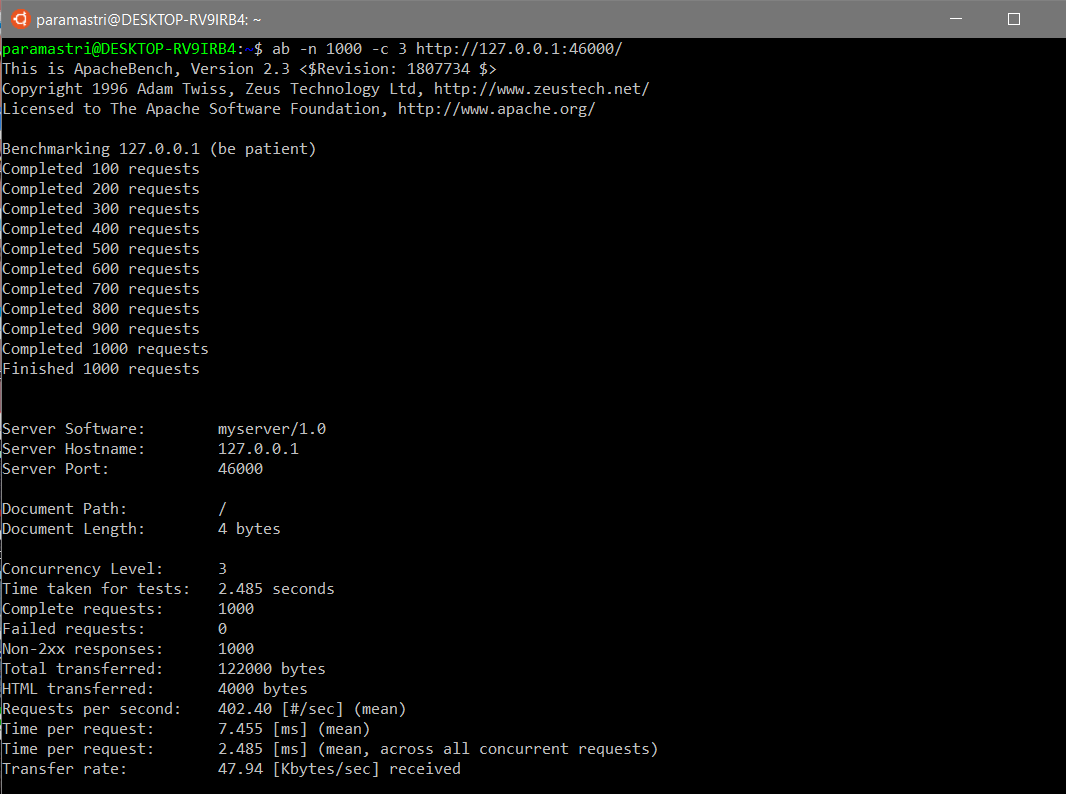 paramastri@DESKTOP-RV9IRB4: ~
paramastri@DESKTOP-RV9IRB4:~$ ab -n 1000 -c 3 http://127.0.0.1:46000/
This is ApacheBench, Version 2.3 <$Revision: 1807734 $>
Copyright 1996 Adam Twiss, Zeus Technology Ltd, http://www.zeustech.net/
Licensed to The Apache Software Foundation, http://www.apache.org/
Benchmarking 127.0.0.1 (be patient)
Completed 100 requests
Completed 200 requests
Completed 300 requests
Completed 400 requests
Completed 500 requests
Completed 600 requests
Completed 700 requests
Completed 800 requests
Completed 900 requests
Completed 1000 requests
Finished 1000 requests
Server Software: myserver/1.0
Server Hostname: 127.0.0.1
Server Port: 46000
Document Path: /
Document Length: 4 bytes
Concurrency Level: 3
Time taken for tests: 2.485 seconds
Complete requests: 1000
Failed requests: 0
Non-2xx responses: 1000
Total transferred: 122000 bytes
HTML transferred: 4000 bytes
Requests per second: 402.40 [#/sec] (mean)
Time per request: 7.455 [ms] (mean)
Time per request: 2.485 [ms] (mean, across all concurrent requests)
Transfer rate: 47.94 [Kbytes/sec] received